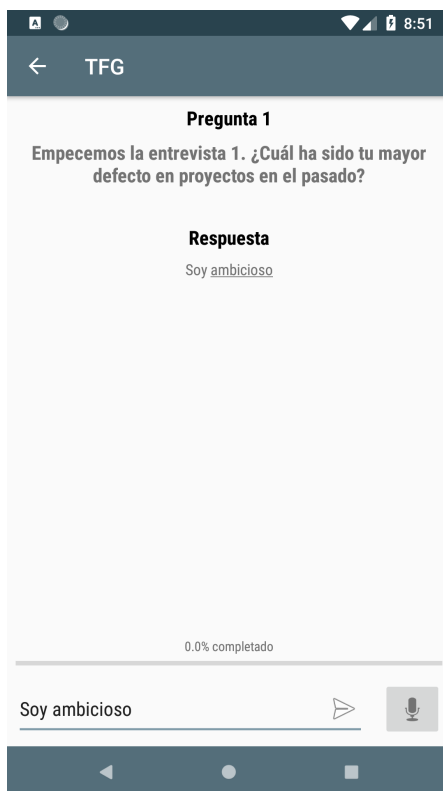 8:51
TFG
Pregunta 1
Empecemos la entrevista 1. ¿Cuál ha sido tu mayor
defecto en proyectos en el pasado?
Respuesta
Soy ambicioso
0.0% completado
Soy ambicioso